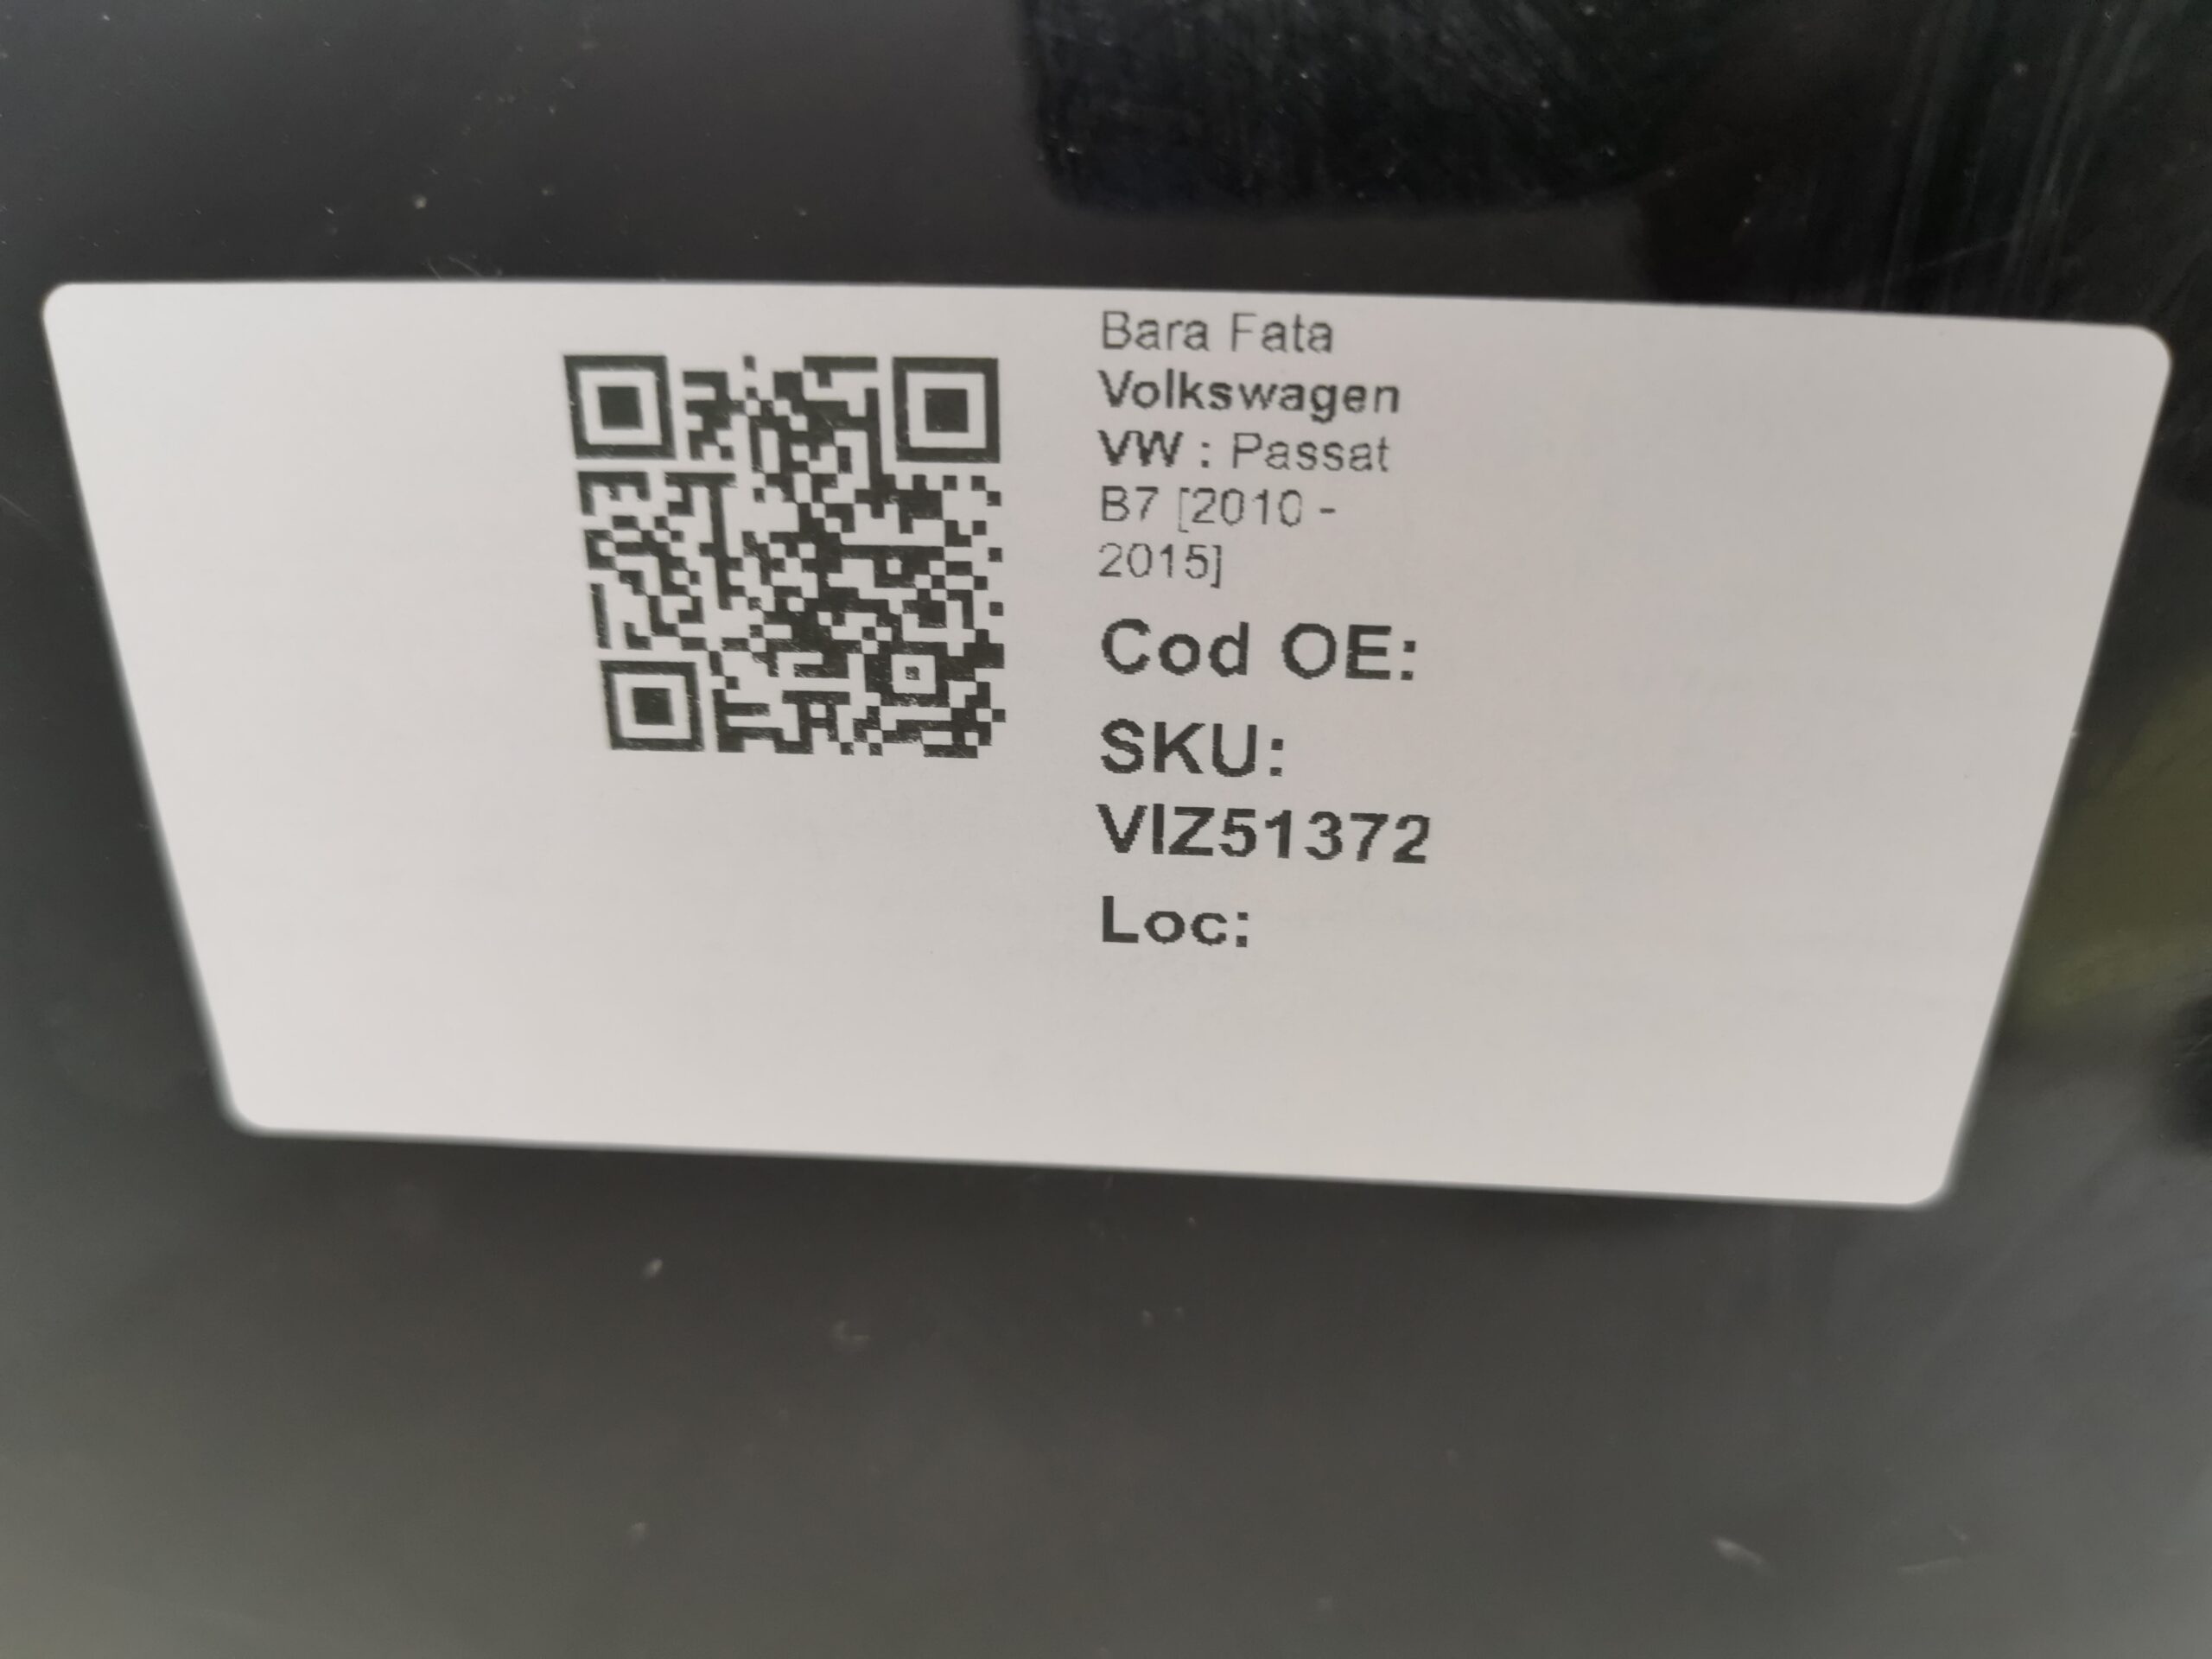 Bara Fata
Volkswagen
VW : Passat
B7 [2010 -
2015]
Cod OE:
SKU:
VIZ51372
Loc: